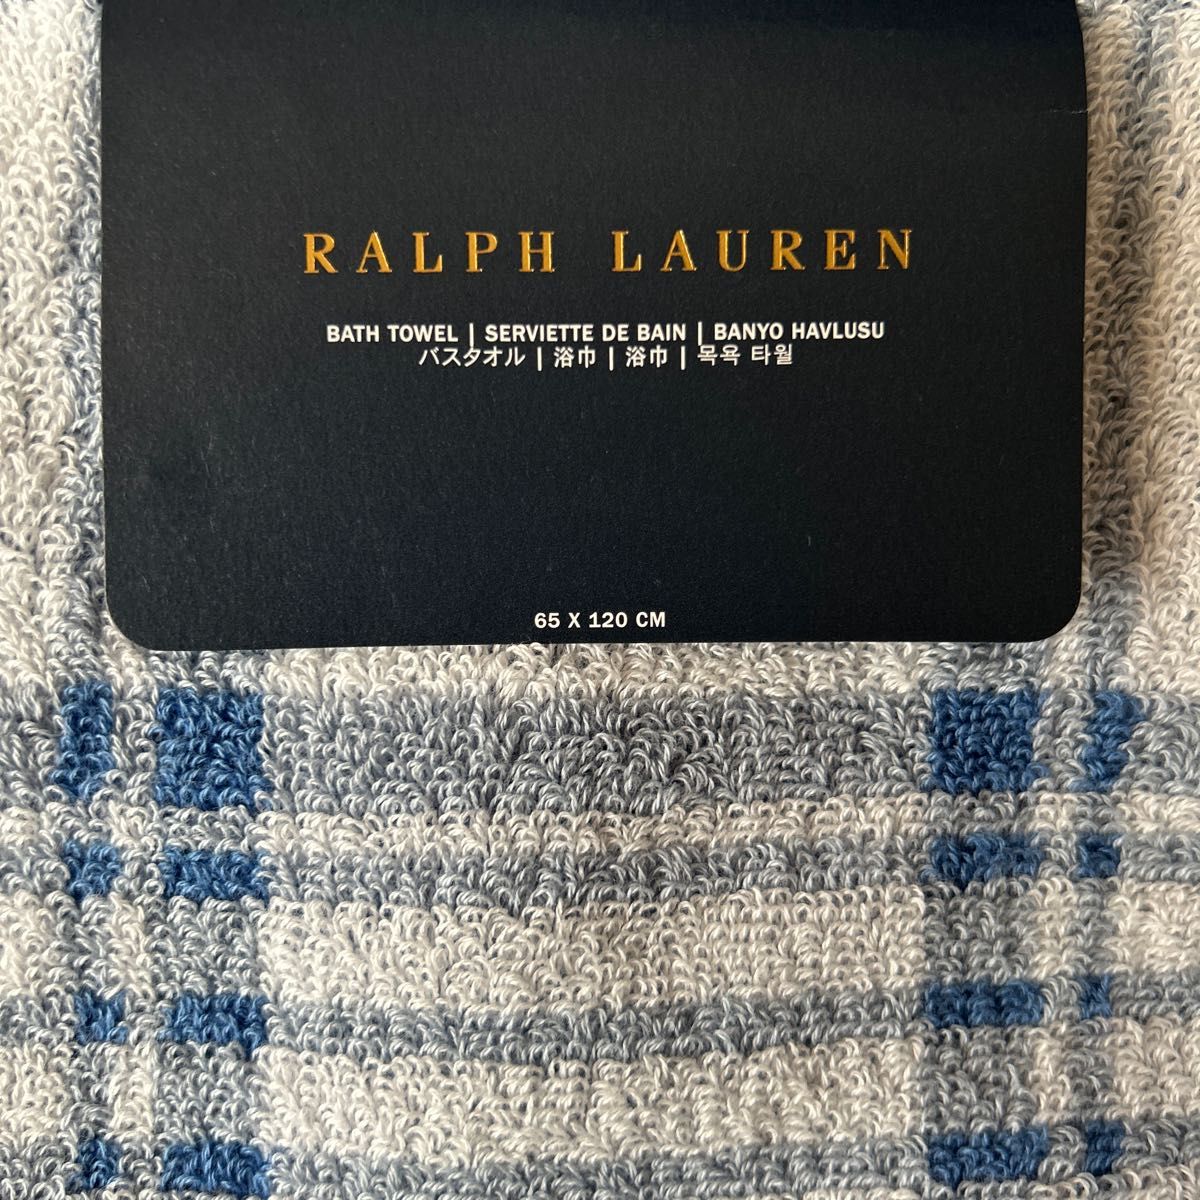 RALPH LAUREN
BATH TOWEL | SERVIETTE DE BAIN | BANYO HAVLUSU
バスタオル | 浴巾 | 浴巾 | 목욕 타월
65 X 120 CM